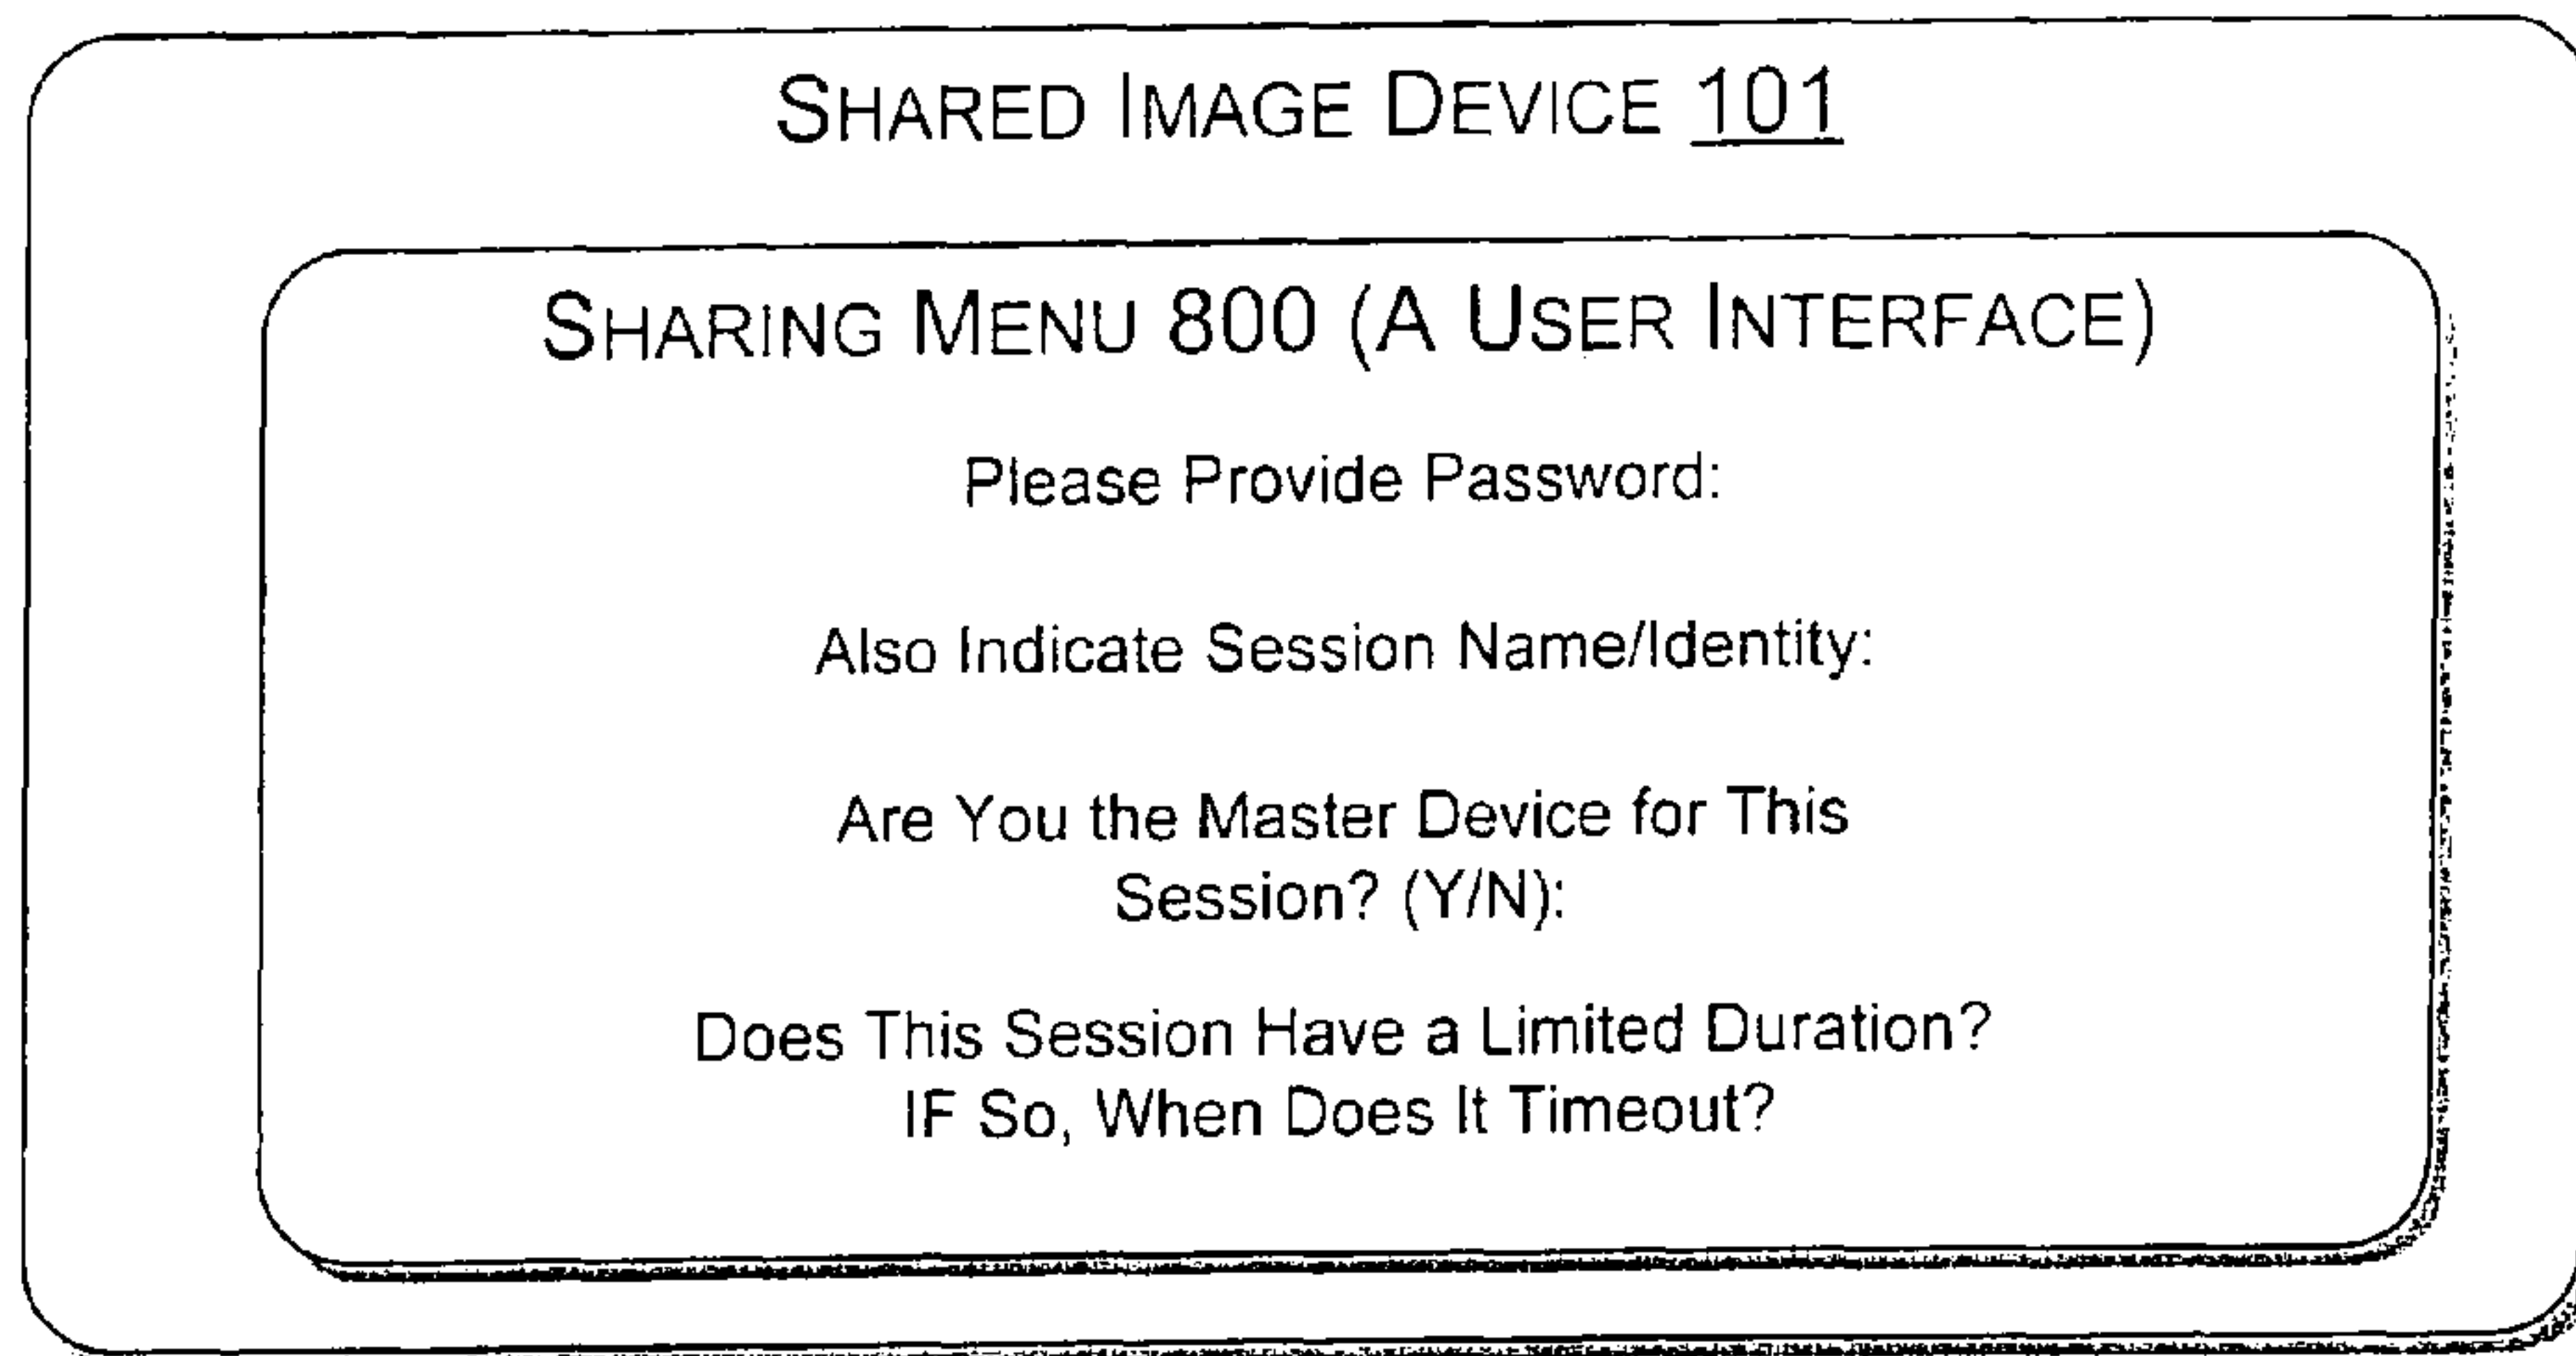 SHARED IMAGE DEVICE 101
SHARING MENU 800 (A USER INTERFACE)
Please Provide Password:
Also Indicate Session Name/Identity:
Are You the Master Device for This
Session? (Y/N):
Does This Session Have a Limited Duration?
IF So, When Does It Timeout?